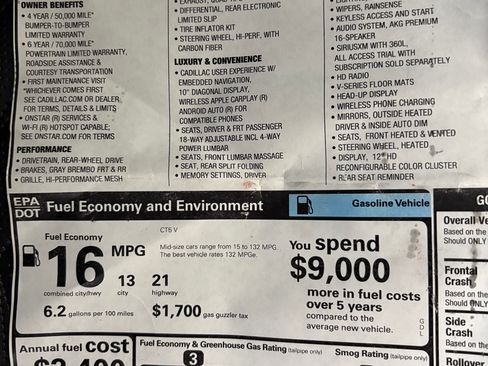 OWNER BENEFITS
• 4 YEAR / 50,000 MILE*
BUMPER-TO-BUMPER
LIMITED WARRANTY
• 6 YEAR / 70,000 MILE*
POWERTRAIN LIMITED WARRANTY,
ROADSIDE ASSISTANCE &
COURTESY TRANSPORTATION
• FIRST MAINTENANCE VISIT
*WHICHEVER COMES FIRST
SEE CADILLAC.COM OR DEALER
FOR TERMS, DETAILS & LIMITS
• ONSTAR (R) SERVICES &
WI-FI (R) HOTSPOT CAPABLE;
SEE ONSTAR.COM FOR TERMS
PERFORMANCE
• DRIVETRAIN, REAR-WHEEL DRIVE
• BRAKES, GRAY BREMBO FRT & RR
• GRILLE, HI-PERFORMANCE MESH
• DIFFERENTIAL, REAR ELECTRONIC
LIMITED SLIP
• TIRE INFLATOR KIT
• STEERING WHEEL, HI-PERF, WITH
CARBON FIBER
LUXURY & CONVENIENCE
• CADILLAC USER EXPERIENCE W/
EMBEDDED NAVIGATION,
10" DIAGONAL DISPLAY,
WIRELESS APPLE CARPLAY (R)
ANDROID AUTO (R) FOR
COMPATIBLE PHONES
• SEATS, DRIVER & FRT PASSENGER
18-WAY ADJUSTABLE INCL 4-WAY
POWER LUMBAR
• SEATS, FRONT LUMBAR MASSAGE
• SEAT, REAR SPLIT FOLDING
• MEMORY SETTINGS, DRIVER
• WIPERS, RAINSENSE
• KEYLESS ACCESS AND START
• AUDIO SYSTEM, AKG PREMIUM
16-SPEAKER
• SIRIUSXM WITH 360L,
ALL ACCESS TRIAL WITH
SUBSCRIPTION SOLD SEPARATELY
• HD RADIO
• V-SERIES FLOOR MATS
• HEAD-UP DISPLAY
• WIRELESS PHONE CHARGING
• MIRRORS, OUTSIDE HEATED
DRIVER & INSIDE AUTO DIM
• SEATS, FRONT HEATED & VENTED
• STEERING WHEEL, HEATED
• DISPLAY, 12" HD
RECONFIGURABLE COLOR CLUSTER
• REAR SEAT REMINDER
EPA
DOT
Fuel Economy and Environment
Gasoline Vehicle
Fuel Economy
16 MPG
combined city/hwy
13
city
21
highway
CT5 V
Mid-size cars range from 15 to 132 MPG.
The best vehicle rates 132 MPGe.
6.2 gallons per 100 miles
$1,700 gas guzzler tax
You spend
$9,000
more in fuel costs
over 5 years
compared to the
average new vehicle.
G
D
L
Annual fuel cost
Fuel Economy & Greenhouse Gas Rating (tailpipe only)
Smog Rating (tailpipe only)
3
Overall Ve
Based on the
Should ONLY
Frontal
Crash
Based on the
Should ONLY
Side
Crash
Based on the
Rollover